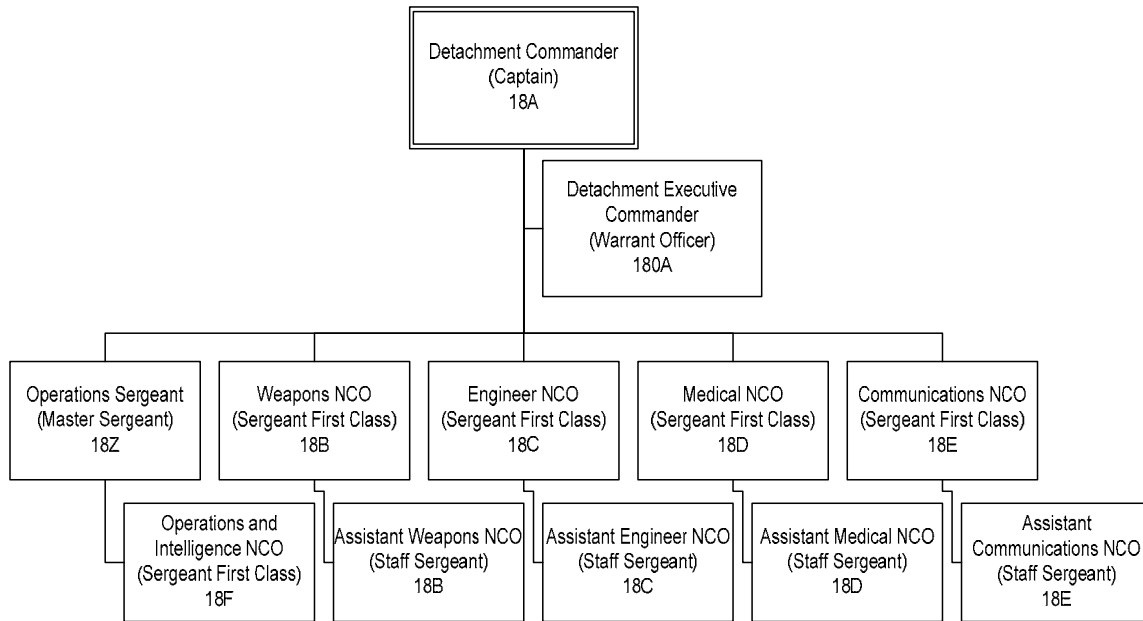 Detachment Commander
(Captain)
18A
Detachment Executive
Commander
(Warrant Officer)
180A
Operations Sergeant
(Master Sergeant)
18Z
Weapons NCO
(Sergeant First Class)
18B
Engineer NCO
(Sergeant First Class)
18C
Medical NCO
(Sergeant First Class)
18D
Communications NCO
(Sergeant First Class)
18E
Operations and
Intelligence NCO
(Sergeant First Class)
18F
Assistant Weapons NCO
(Staff Sergeant)
18B
Assistant Engineer NCO
(Staff Sergeant)
18C
Assistant Medical NCO
(Staff Sergeant)
18D
Assistant
Communications NCO
(Staff Sergeant)
18E